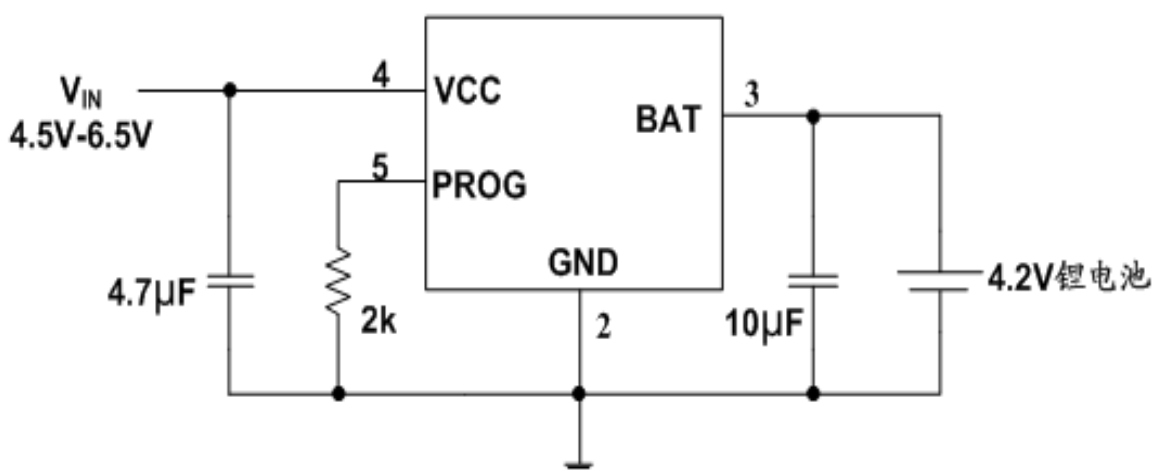 V_IN
4.5V-6.5V
4
VCC
5
PROG
BAT
3
GND
2
4.7μF
2k
10μF
4.2V锂电池